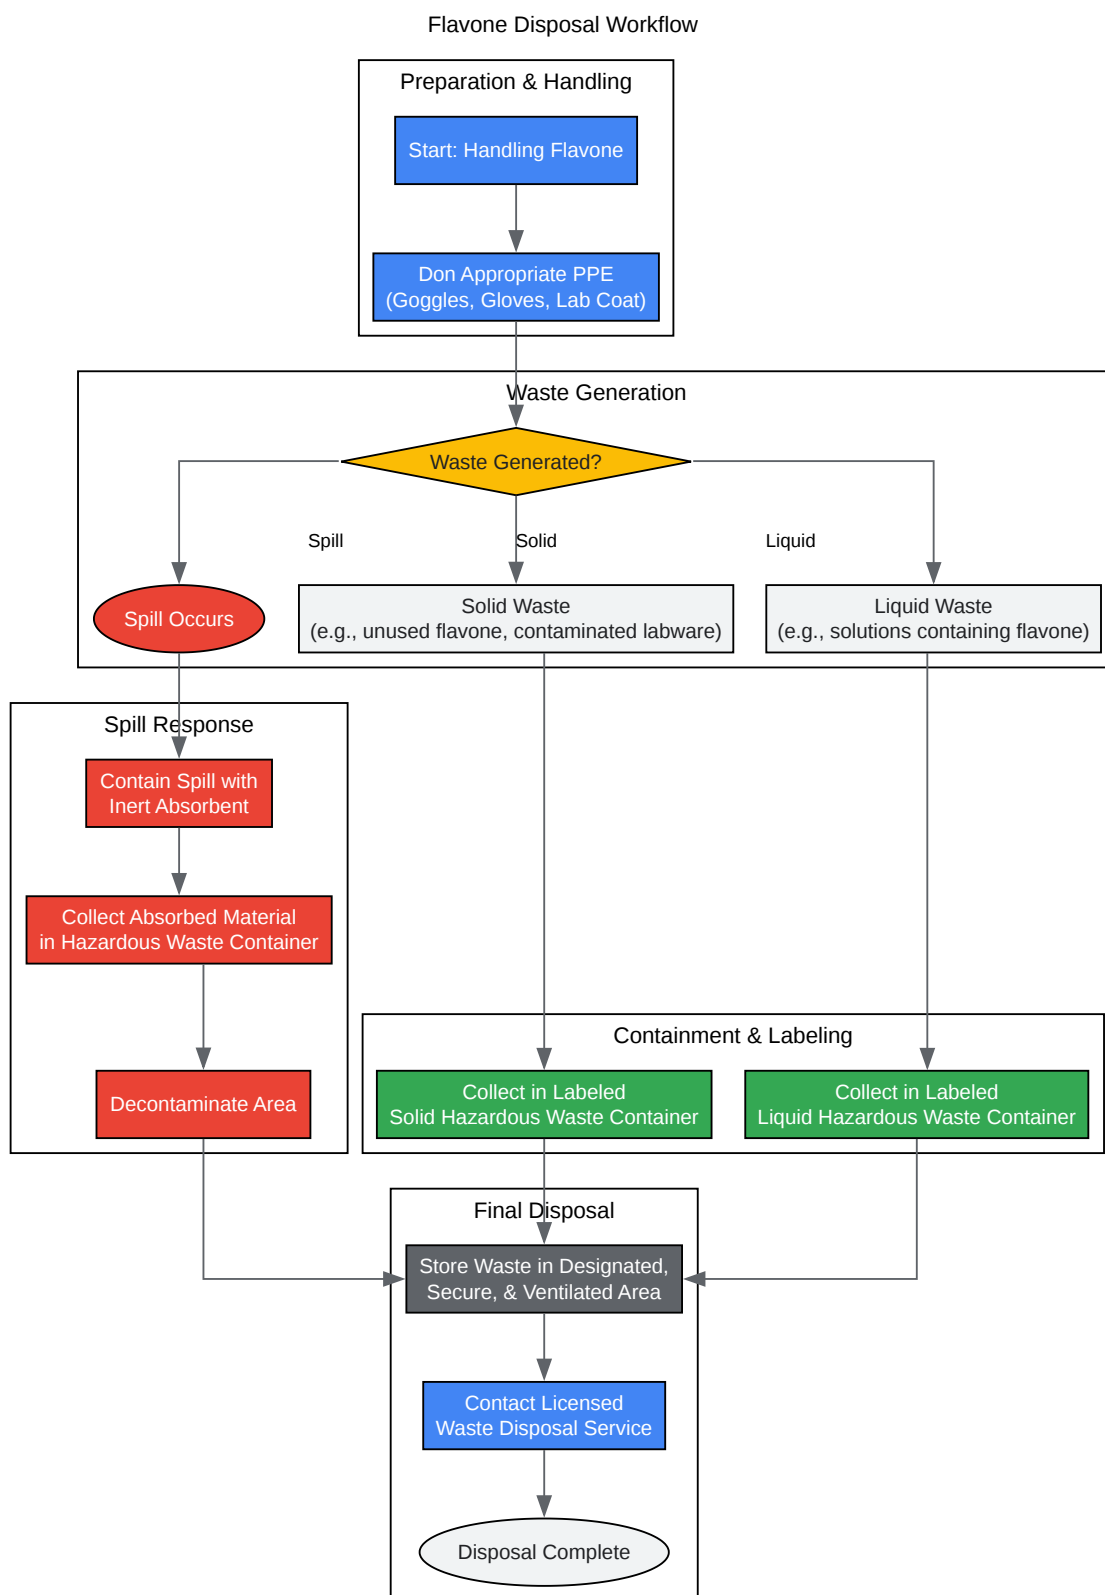 Flavone Disposal Workflow
Preparation & Handling
Start: Handling Flavone
Don Appropriate PPE
(Goggles, Gloves, Lab Coat)
Waste Generation
Waste Generated?
Spill
Solid
Liquid
Spill Occurs
Solid Waste
(e.g., unused flavone, contaminated labware)
Liquid Waste
(e.g., solutions containing flavone)
Spill Response
Contain Spill with
Inert Absorbent
Collect Absorbed Material
in Hazardous Waste Container
Decontaminate Area
Containment & Labeling
Collect in Labeled
Solid Hazardous Waste Container
Collect in Labeled
Liquid Hazardous Waste Container
Final Disposal
Store Waste in Designated,
Secure, & Ventilated Area
Contact Licensed
Waste Disposal Service
Disposal Complete